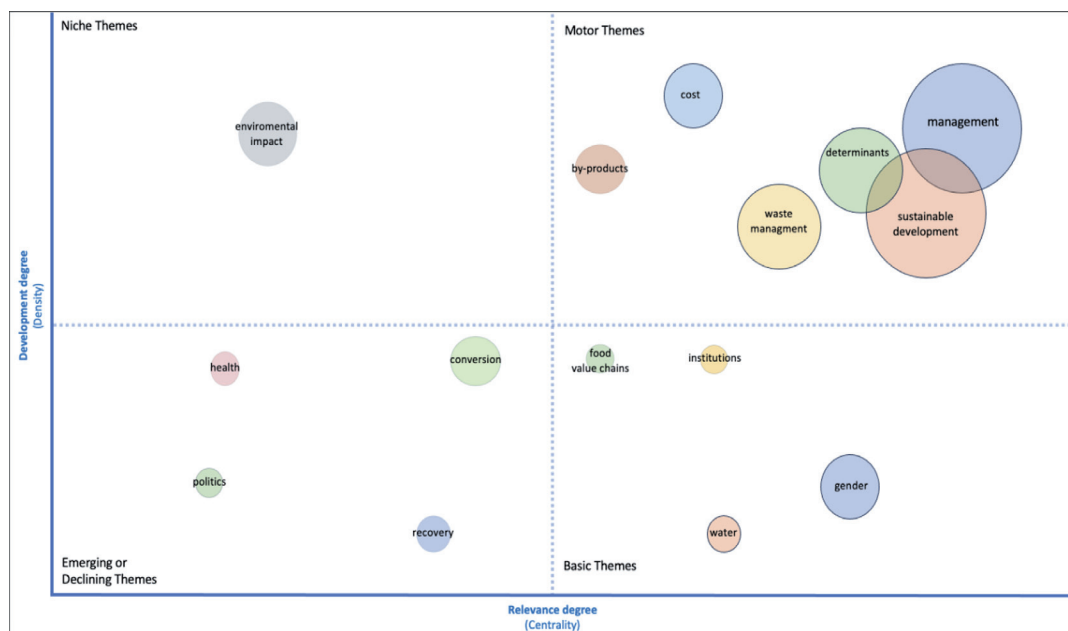 Niche Themes
Motor Themes
cost
management
enviromental
impact
determinants
by-products
waste
managment
sustainable
development
Development degree
(Density)
health
conversion
food
value chains
institutions
politics
gender
recovery
water
Emerging or
Declining Themes
Basic Themes
Relevance degree
(Centrality)